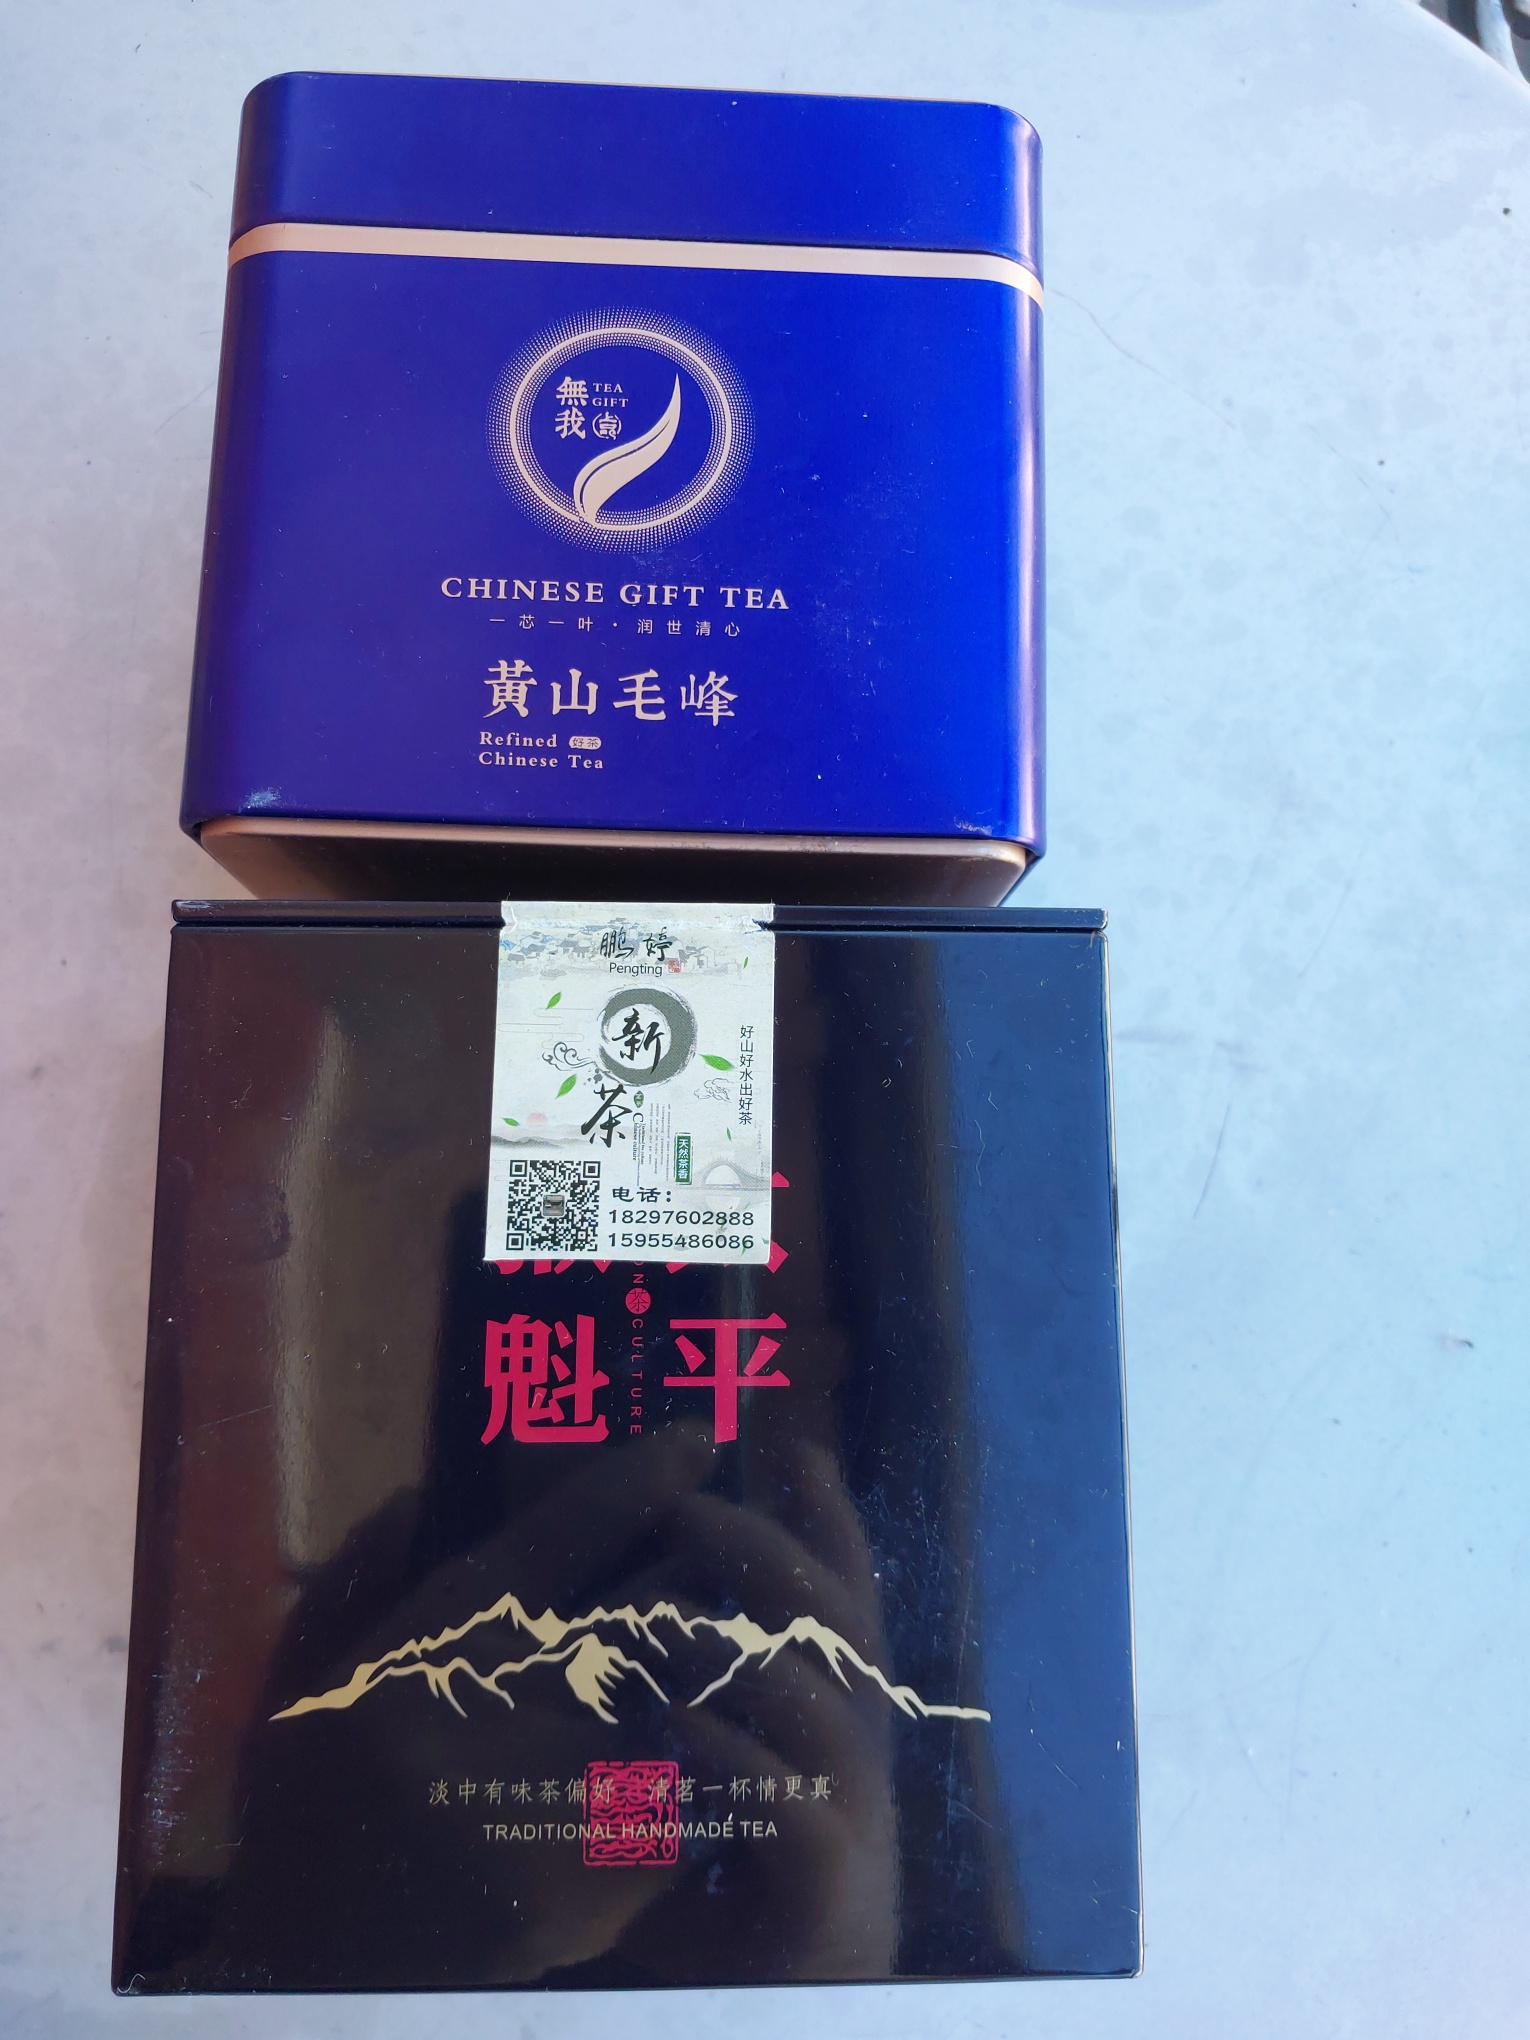 無我
TEA
GIFT
CHINESE GIFT TEA
一芯一叶·润世清心
黃山毛峰
Refined 好茶
Chinese Tea
鹏婷
Pengting
新茶
好山好水出好茶
天然茶香
电话：
18297602888
15955486086
茶
CULTURE
魁 平
淡中有味茶偏好 清茗一杯情更真
TRADITIONAL HANDMADE TEA